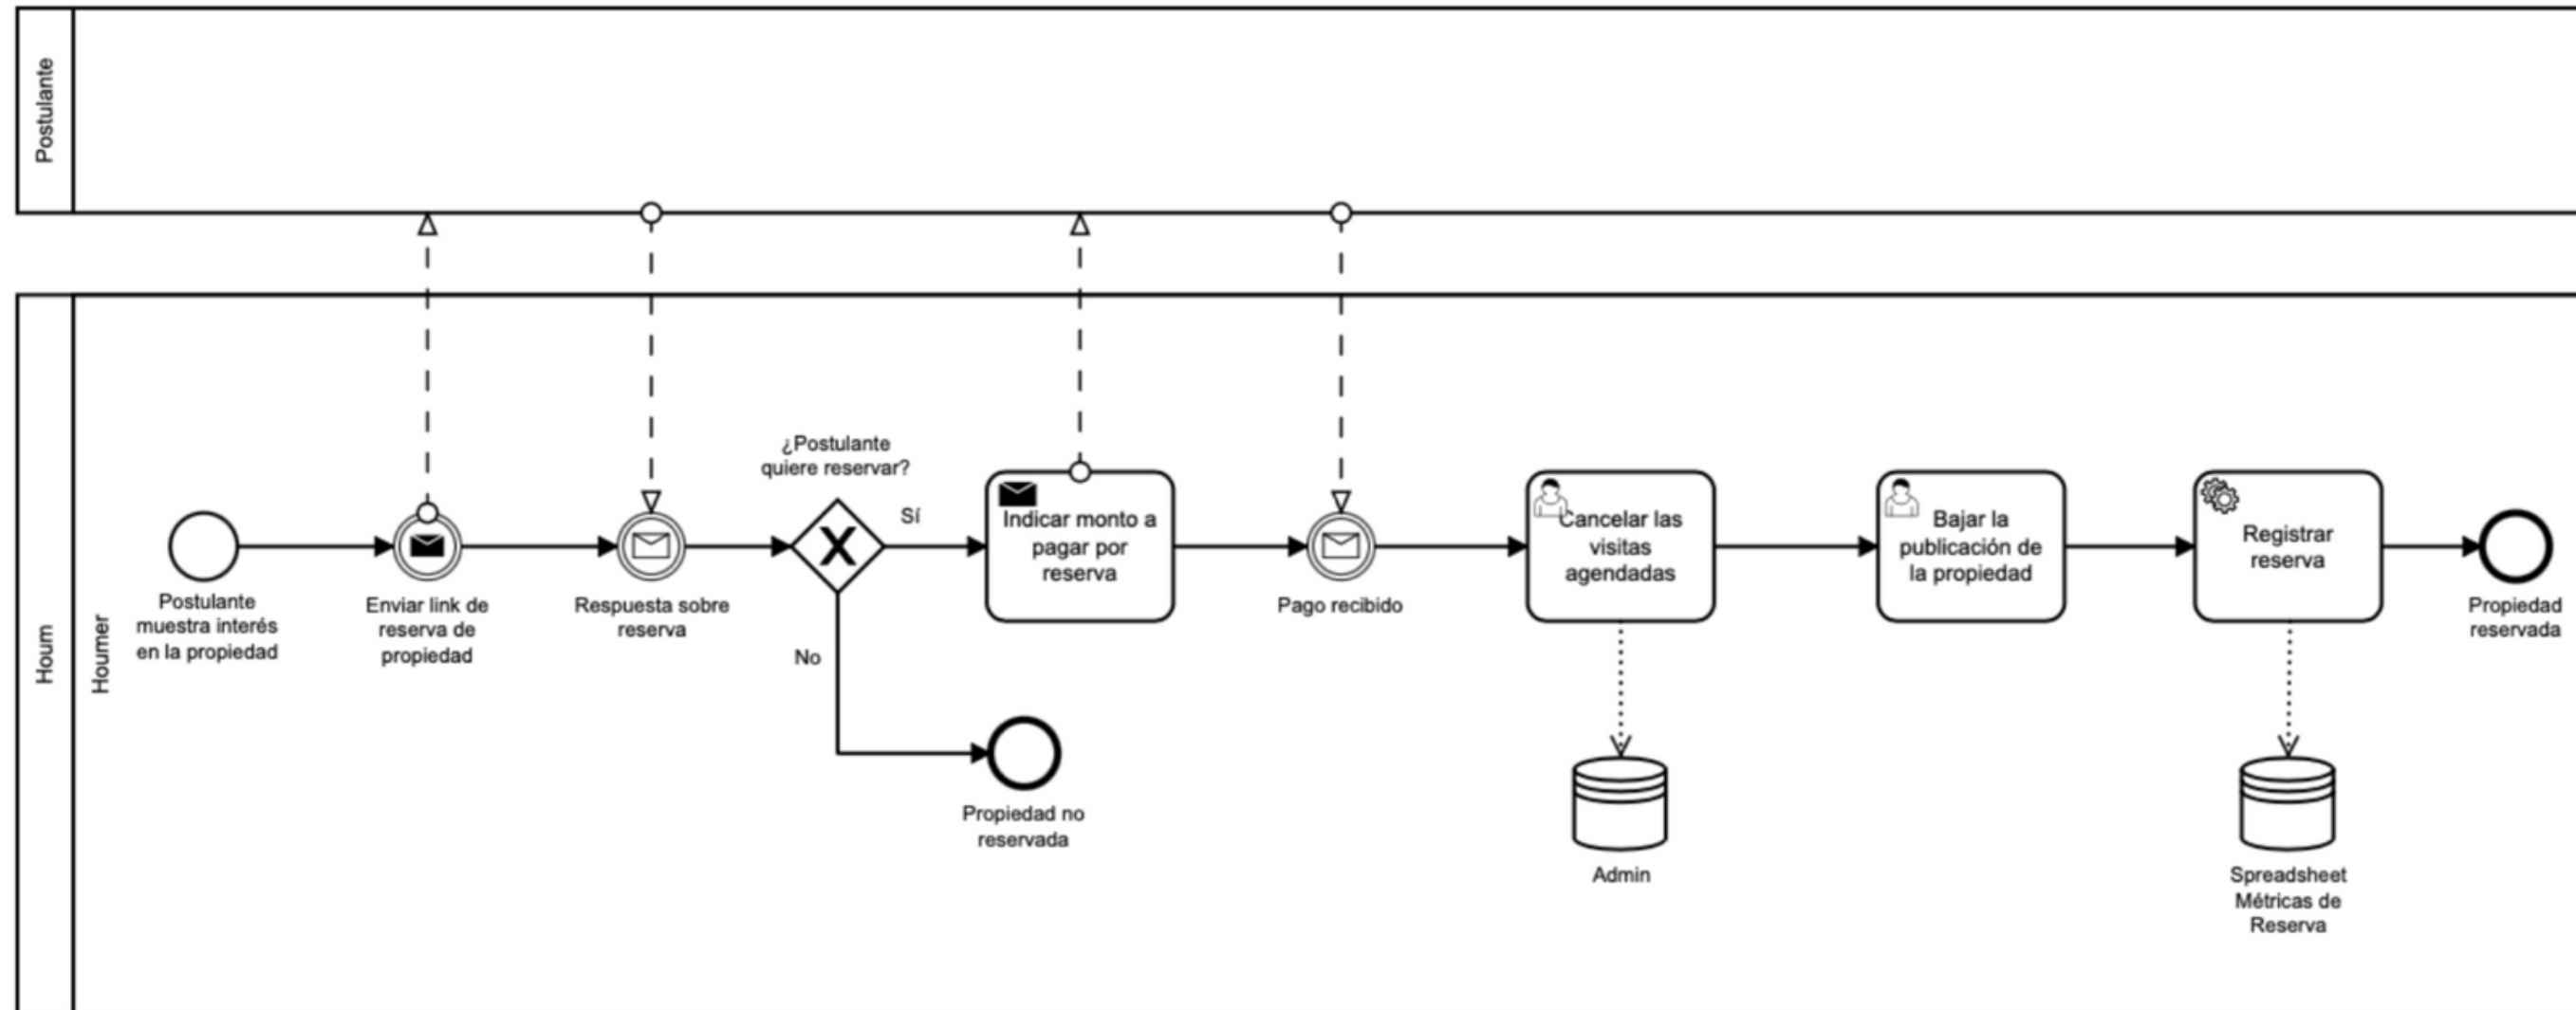 Postulante
Houm
Houmer
Postulante
muestra interés
en la propiedad
Enviar link de
reserva de
propiedad
Respuesta sobre
reserva
¿Postulante
quiere reservar?
Sí
No
Propiedad no
reservada
Indicar monto a
pagar por
reserva
Pago recibido
Cancelar las
visitas
agendadas
Admin
Bajar la
publicación de
la propiedad
Registrar
reserva
Spreadsheet
Métricas de
Reserva
Propiedad
reservada